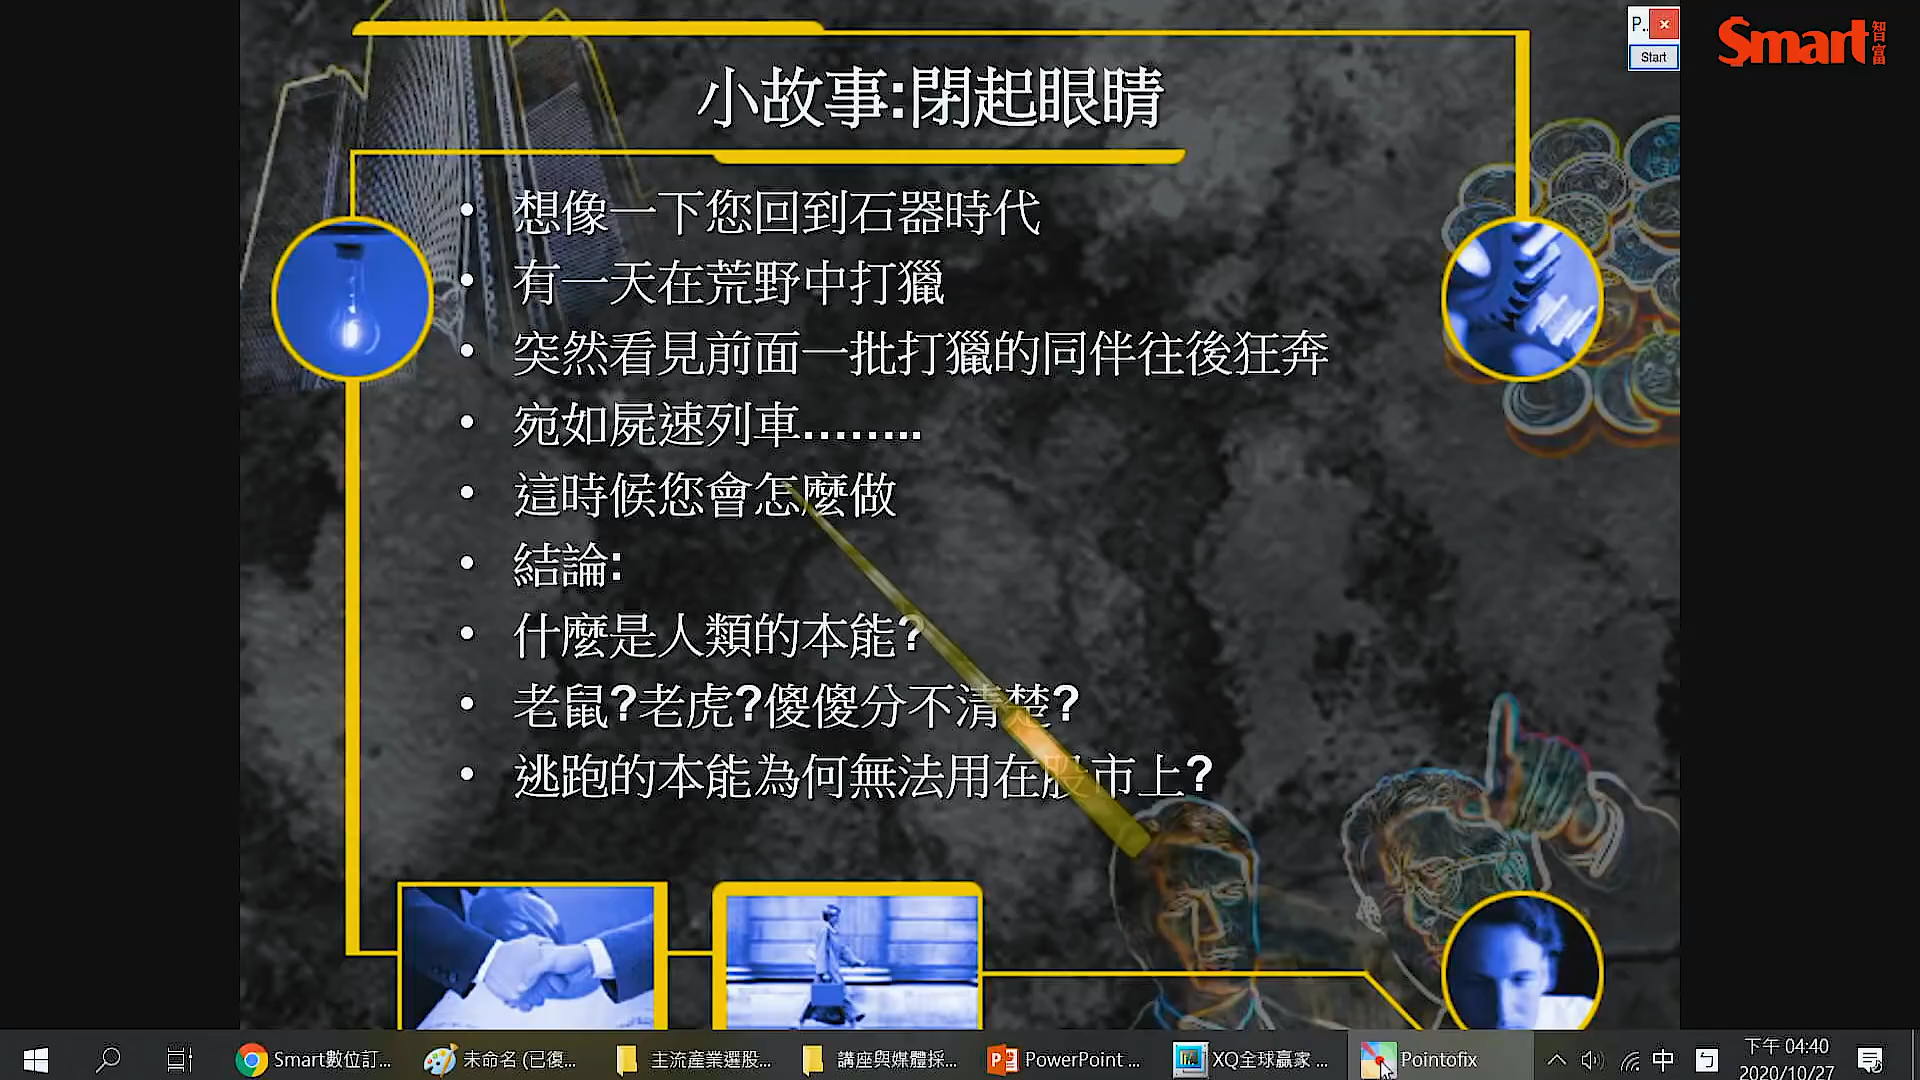 小故事:閉起眼睛
想像一下您回到石器時代
有一天在荒野中打獵
突然看見前面一批打獵的同伴往後狂奔
宛如屍速列車........
這時候您會怎麼做
結論:
什麼是人類的本能?
老鼠?老虎?傻傻分不清楚?
逃跑的本能為何無法用在股市上?
P..
Start
Smart智富
Smart數位訂...
未命名 (已復...
主流產業選股...
講座與媒體採...
PowerPoint ...
XQ全球贏家 ...
Pointofix
中
下午 04:40
2020/10/27